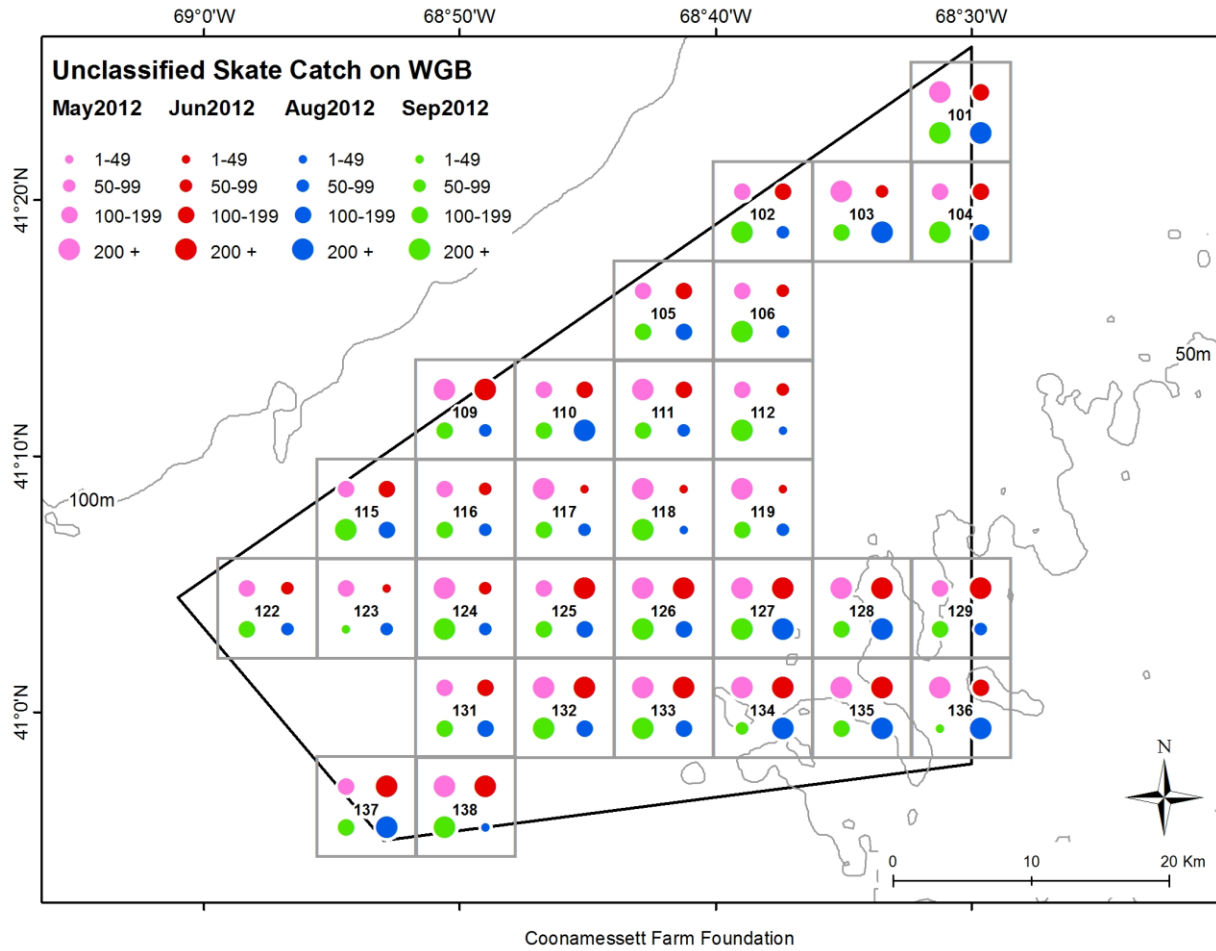 69°0'W 68°50'W 68°40'W 68°30'W
Unclassified Skate Catch on WGB
May2012 Jun2012 Aug2012 Sep2012
1-49 1-49 1-49 1-49
50-99 50-99 50-99 50-99
100-199 100-199 100-199 100-199
200 + 200 + 200 + 200 +
41°20'N
41°10'N
41°0'N
101
102 103 104
105 106
50m
109 110 111 112
100m
115 116 117 118 119
122 123 124 125 126 127 128 129
131 132 133 134 135 136
N
137 138
0 10 20 Km
Coonamessett Farm Foundation